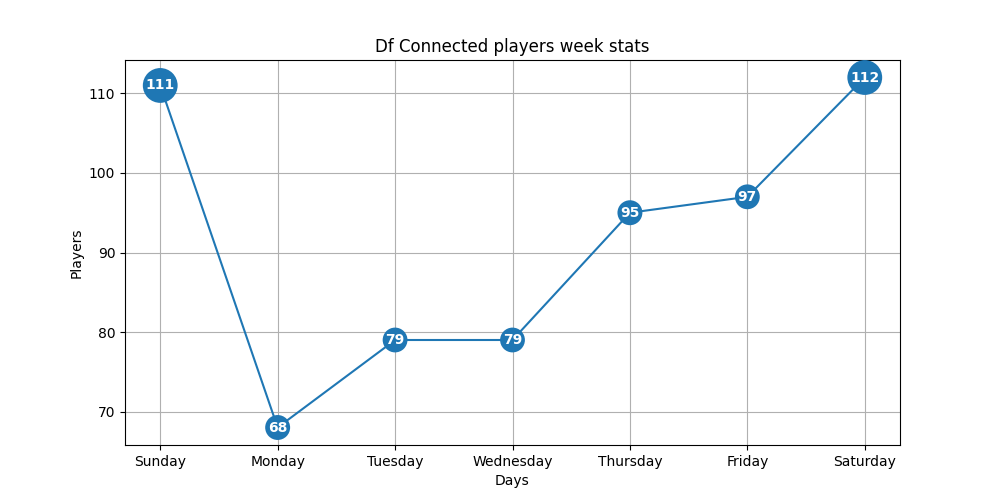 Df Connected players week stats
111
112
110
100
97
95
90
Players
80
79
79
70
68
Sunday
Monday
Tuesday
Wednesday
Thursday
Friday
Saturday
Days